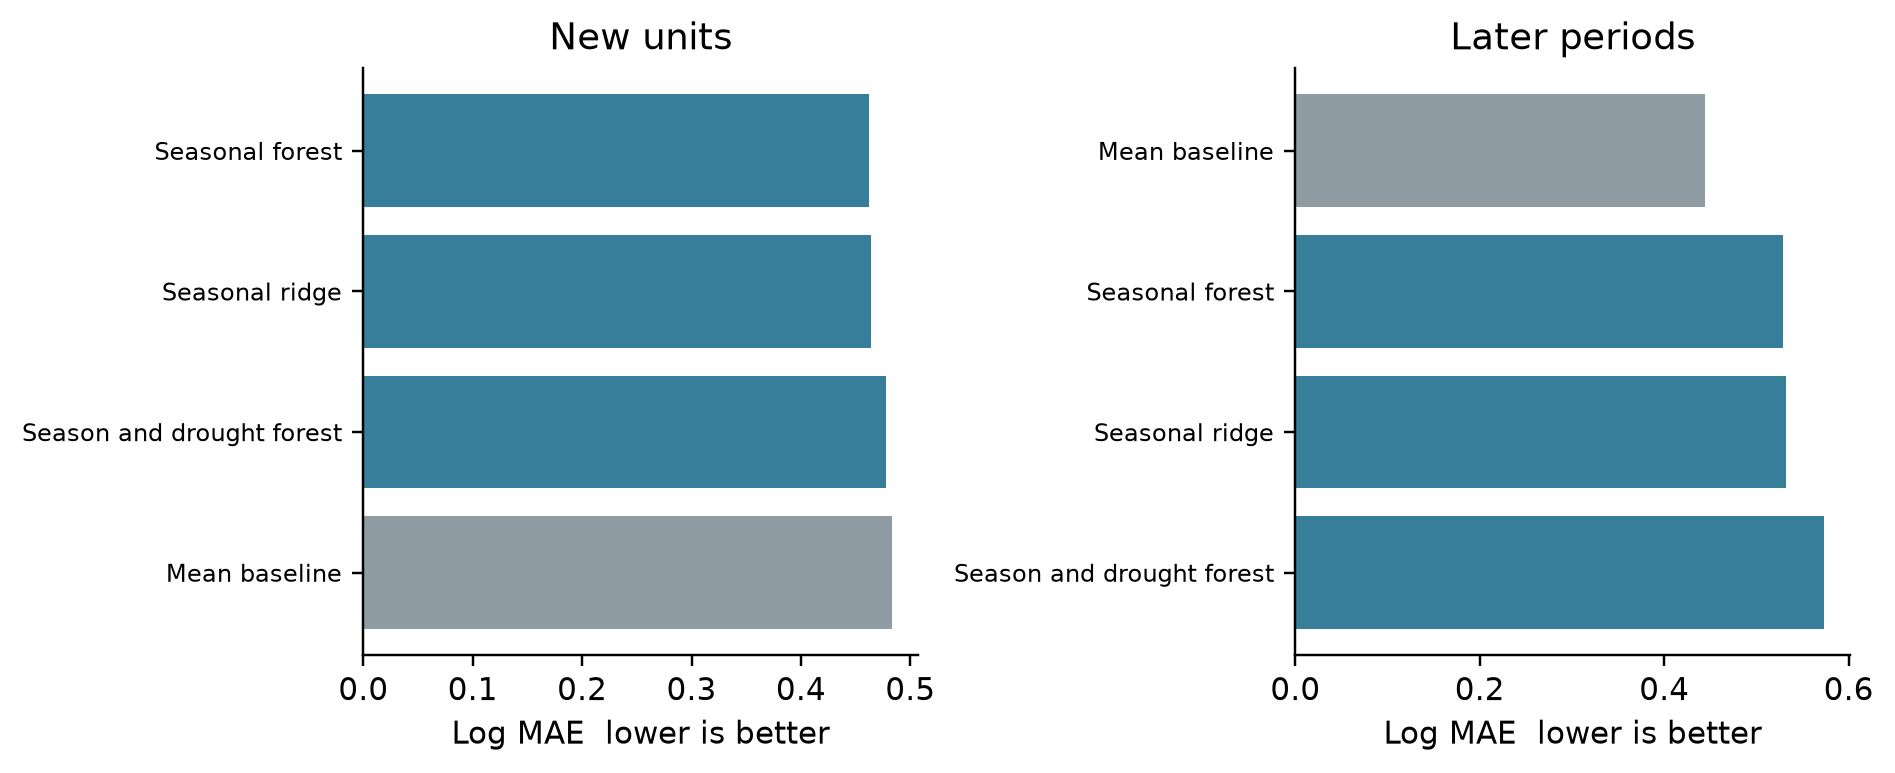 New units
Seasonal forest
Seasonal ridge
Season and drought forest
Mean baseline
0.0 0.1 0.2 0.3 0.4 0.5
Log MAE  lower is better
Later periods
Mean baseline
Seasonal forest
Seasonal ridge
Season and drought forest
0.0 0.2 0.4 0.6
Log MAE  lower is better